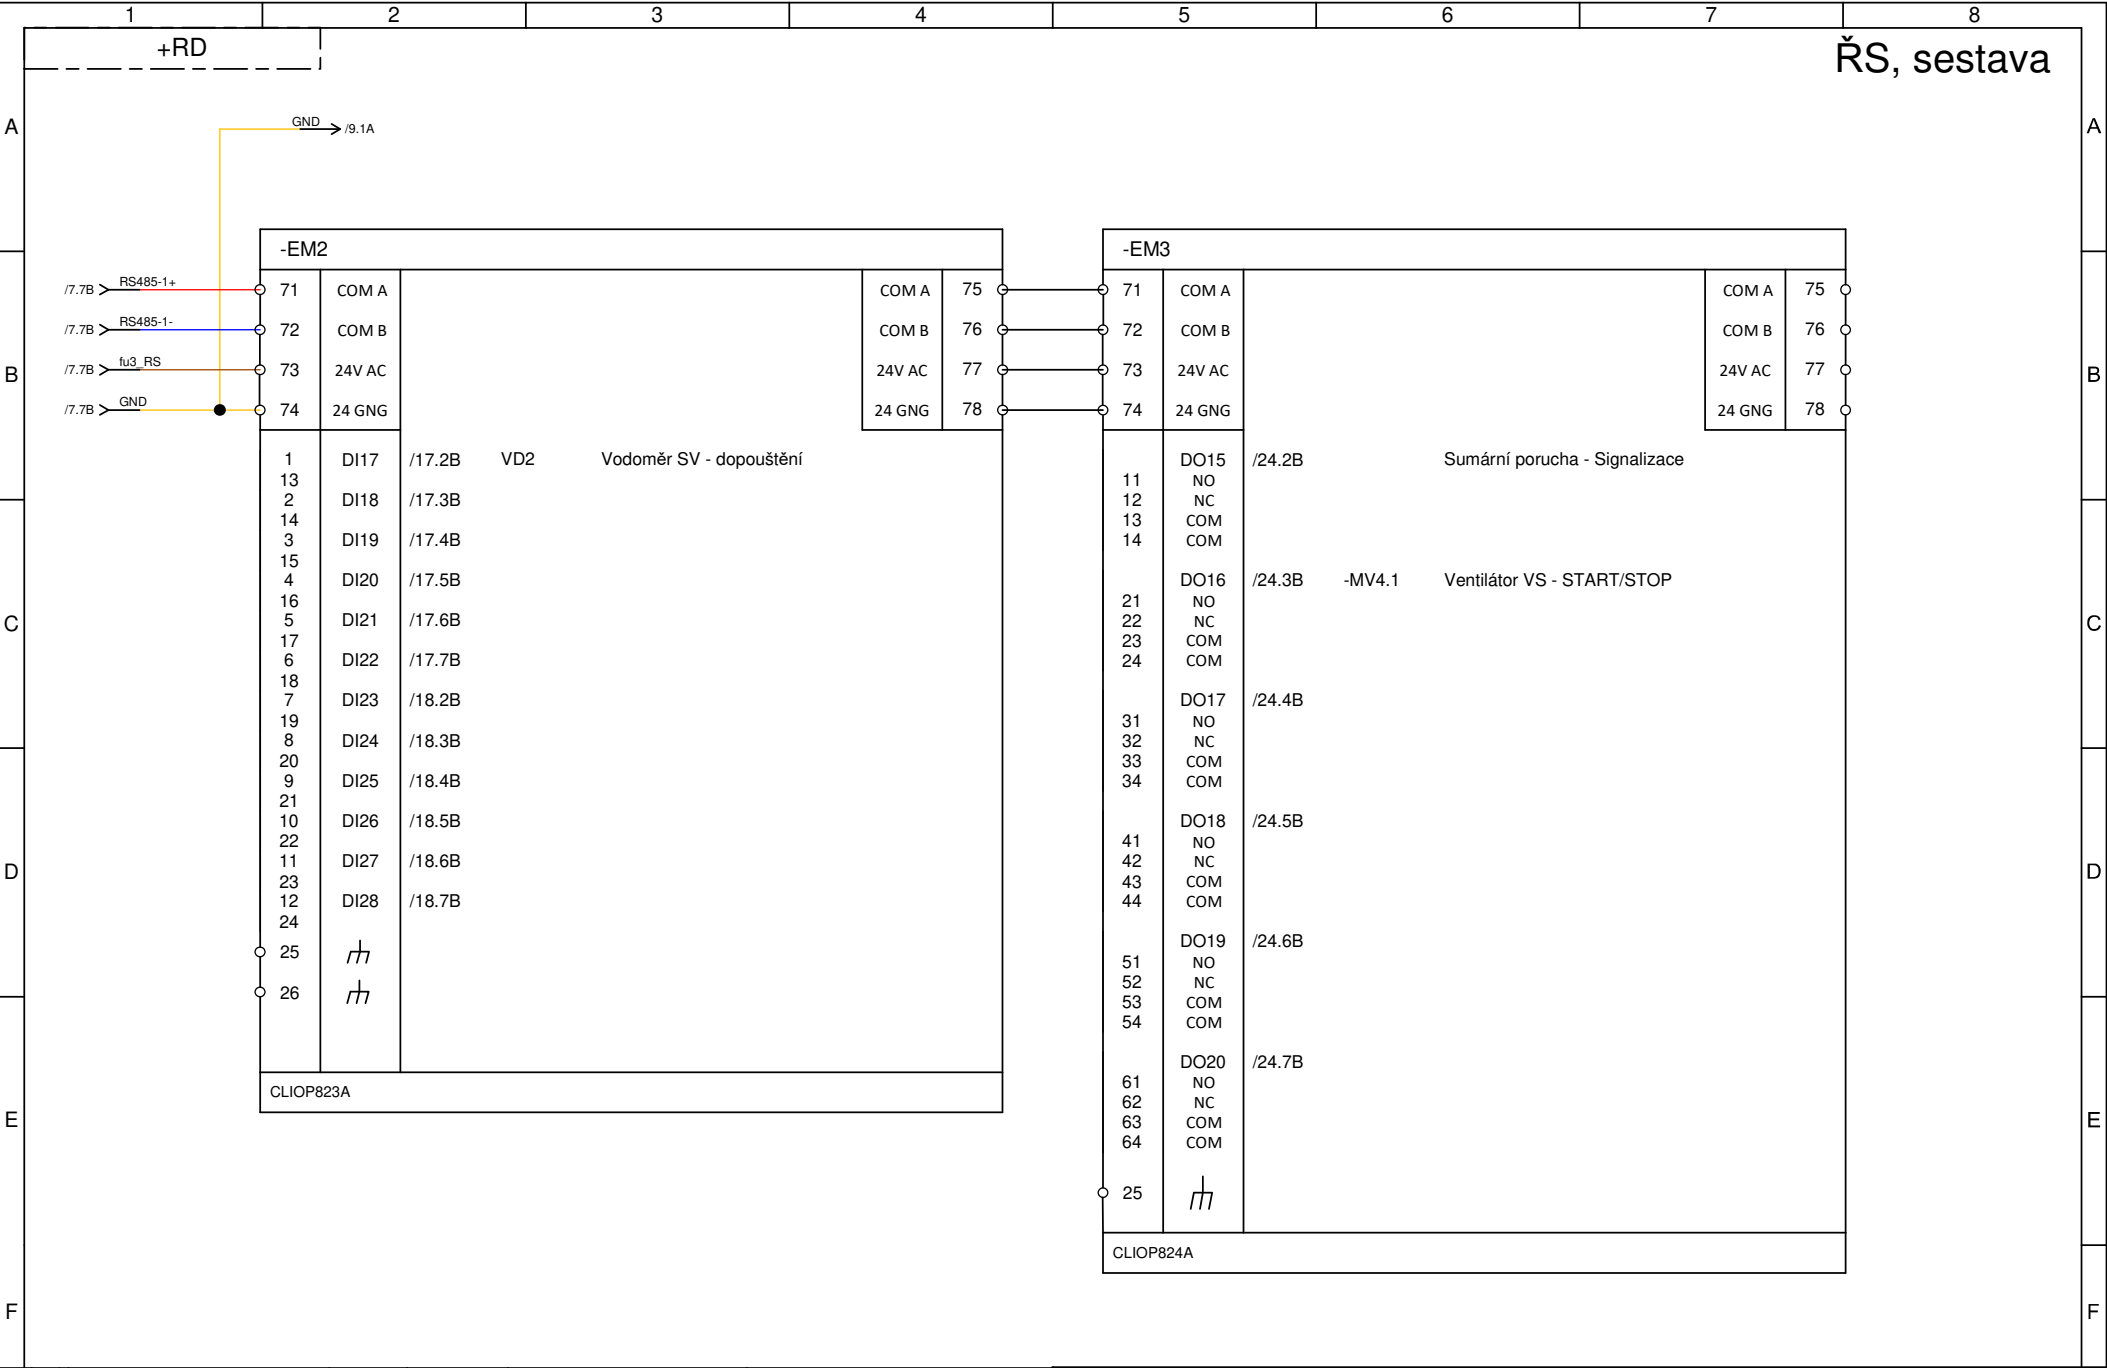 1 2 3 4 5 6 7 8
+RD
ŘS, sestava
A A
GND /9.1A
-EM2 -EM3
/7.7B RS485-1+ 71 COM A COM A 75 71 COM A COM A 75
/7.7B RS485-1- 72 COM B COM B 76 72 COM B COM B 76
B /7.7B fu3_RS 73 24V AC 24V AC 77 73 24V AC 24V AC 77 B
/7.7B GND 74 24 GNG 24 GNG 78 74 24 GNG 24 GNG 78
1 DI17 /17.2B VD2 Vodoměr SV - dopouštění DO15 /24.2B Sumární porucha - Signalizace
13 11 NO
2 DI18 /17.3B 12 NC
14 13 COM
3 DI19 /17.4B 14 COM
15
4 DI20 /17.5B DO16 /24.3B -MV4.1 Ventilátor VS - START/STOP
16 21 NO
C 5 DI21 /17.6B 22 NC C
17 23 COM
6 DI22 /17.7B 24 COM
18
7 DI23 /18.2B DO17 /24.4B
19 31 NO
8 DI24 /18.3B 32 NC
20 33 COM
9 DI25 /18.4B 34 COM
21
10 DI26 /18.5B DO18 /24.5B
22 41 NO
D 11 DI27 /18.6B 42 NC D
23 43 COM
12 DI28 /18.7B 44 COM
24
25 DO19 /24.6B
51 NO
26 52 NC
53 COM
54 COM
DO20 /24.7B
CLIOP823A 61 NO
62 NC
E 63 COM E
64 COM
25
CLIOP824A
F F